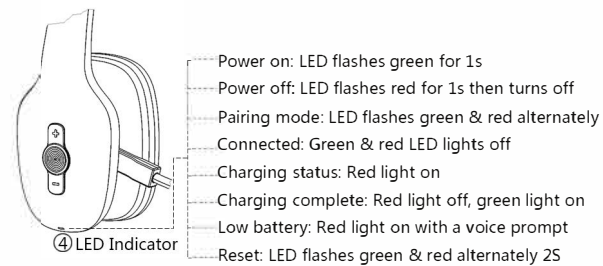 Power on: LED flashes green for 1s
Power off: LED flashes red for 1s then turns off
Pairing mode: LED flashes green & red alternately
Connected: Green & red LED lights off
Charging status: Red light on
Charging complete: Red light off, green light on
Low battery: Red light on with a voice prompt
Reset: LED flashes green & red alternately 2S
④ LED Indicator